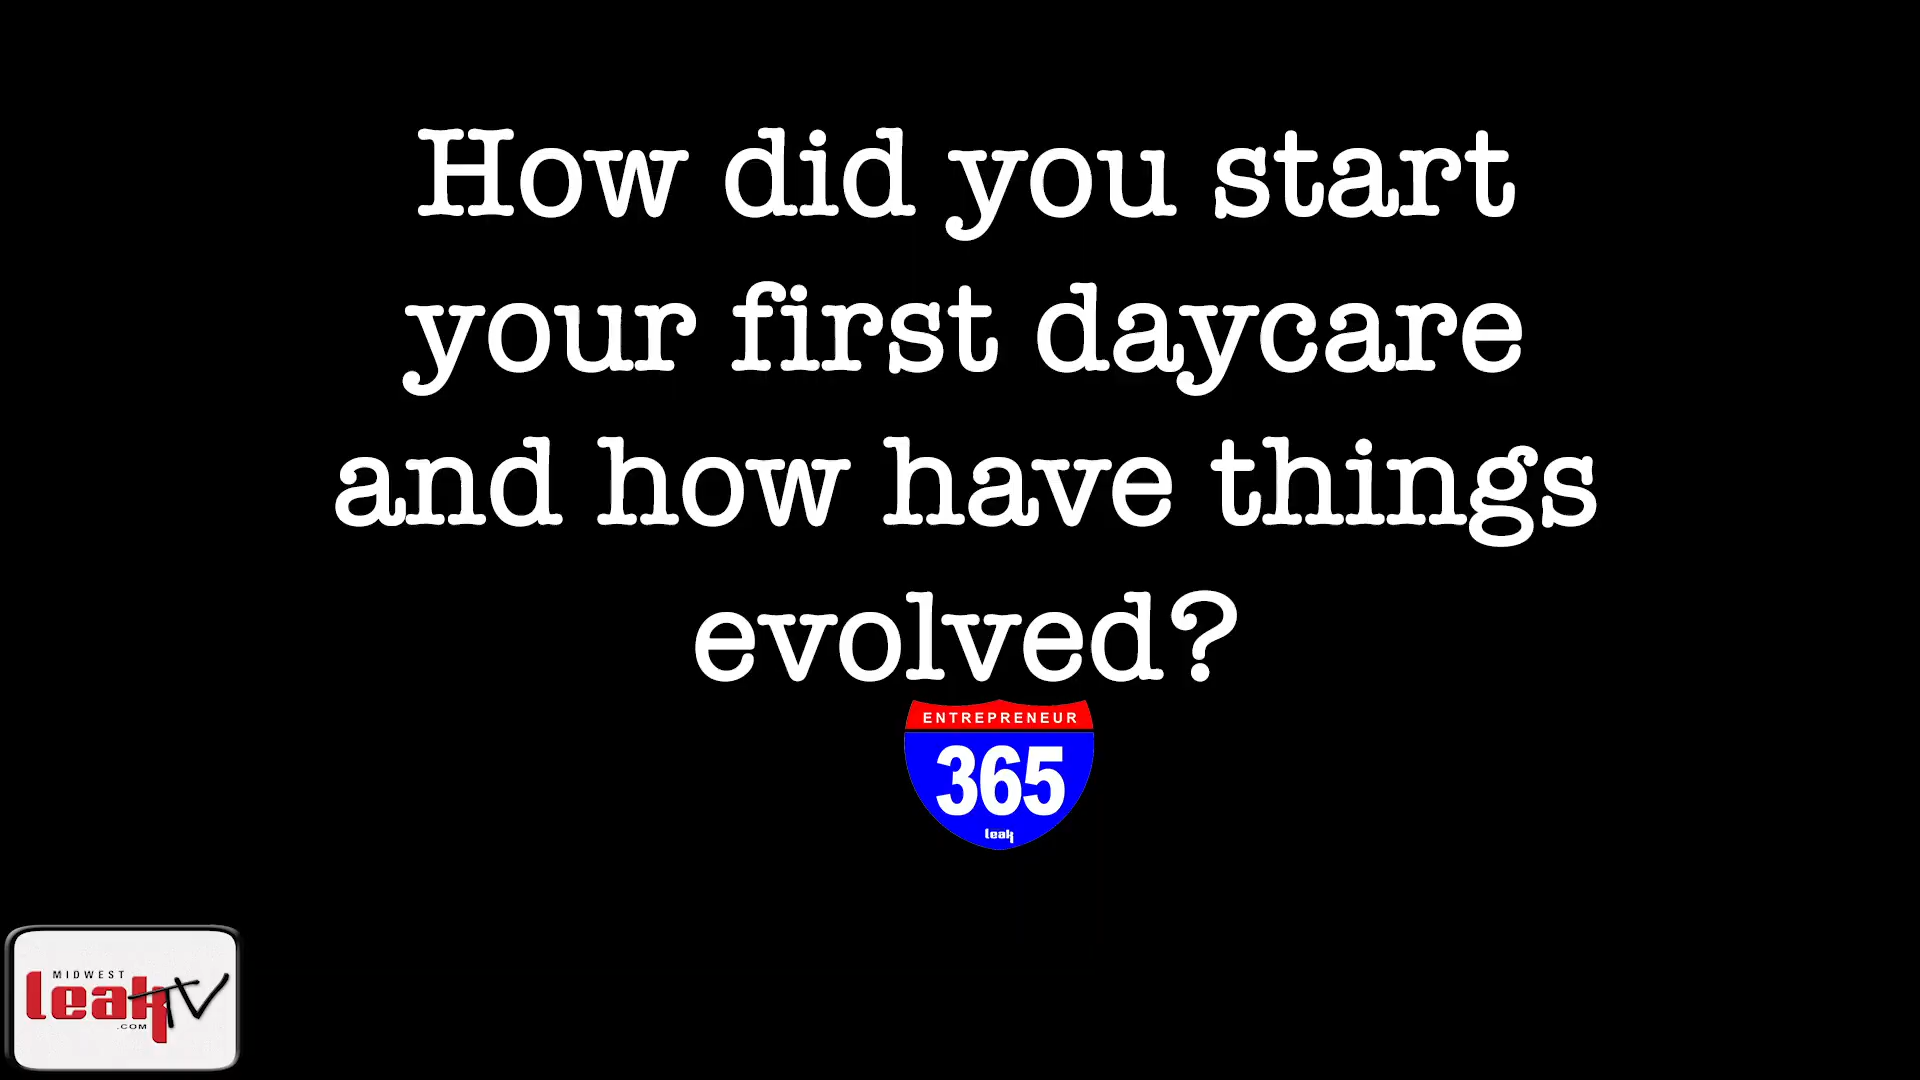 How did you start
your first daycare
and how have things
evolved?
ENTREPRENEUR
365
leak
MIDWEST
leak TV
.COM